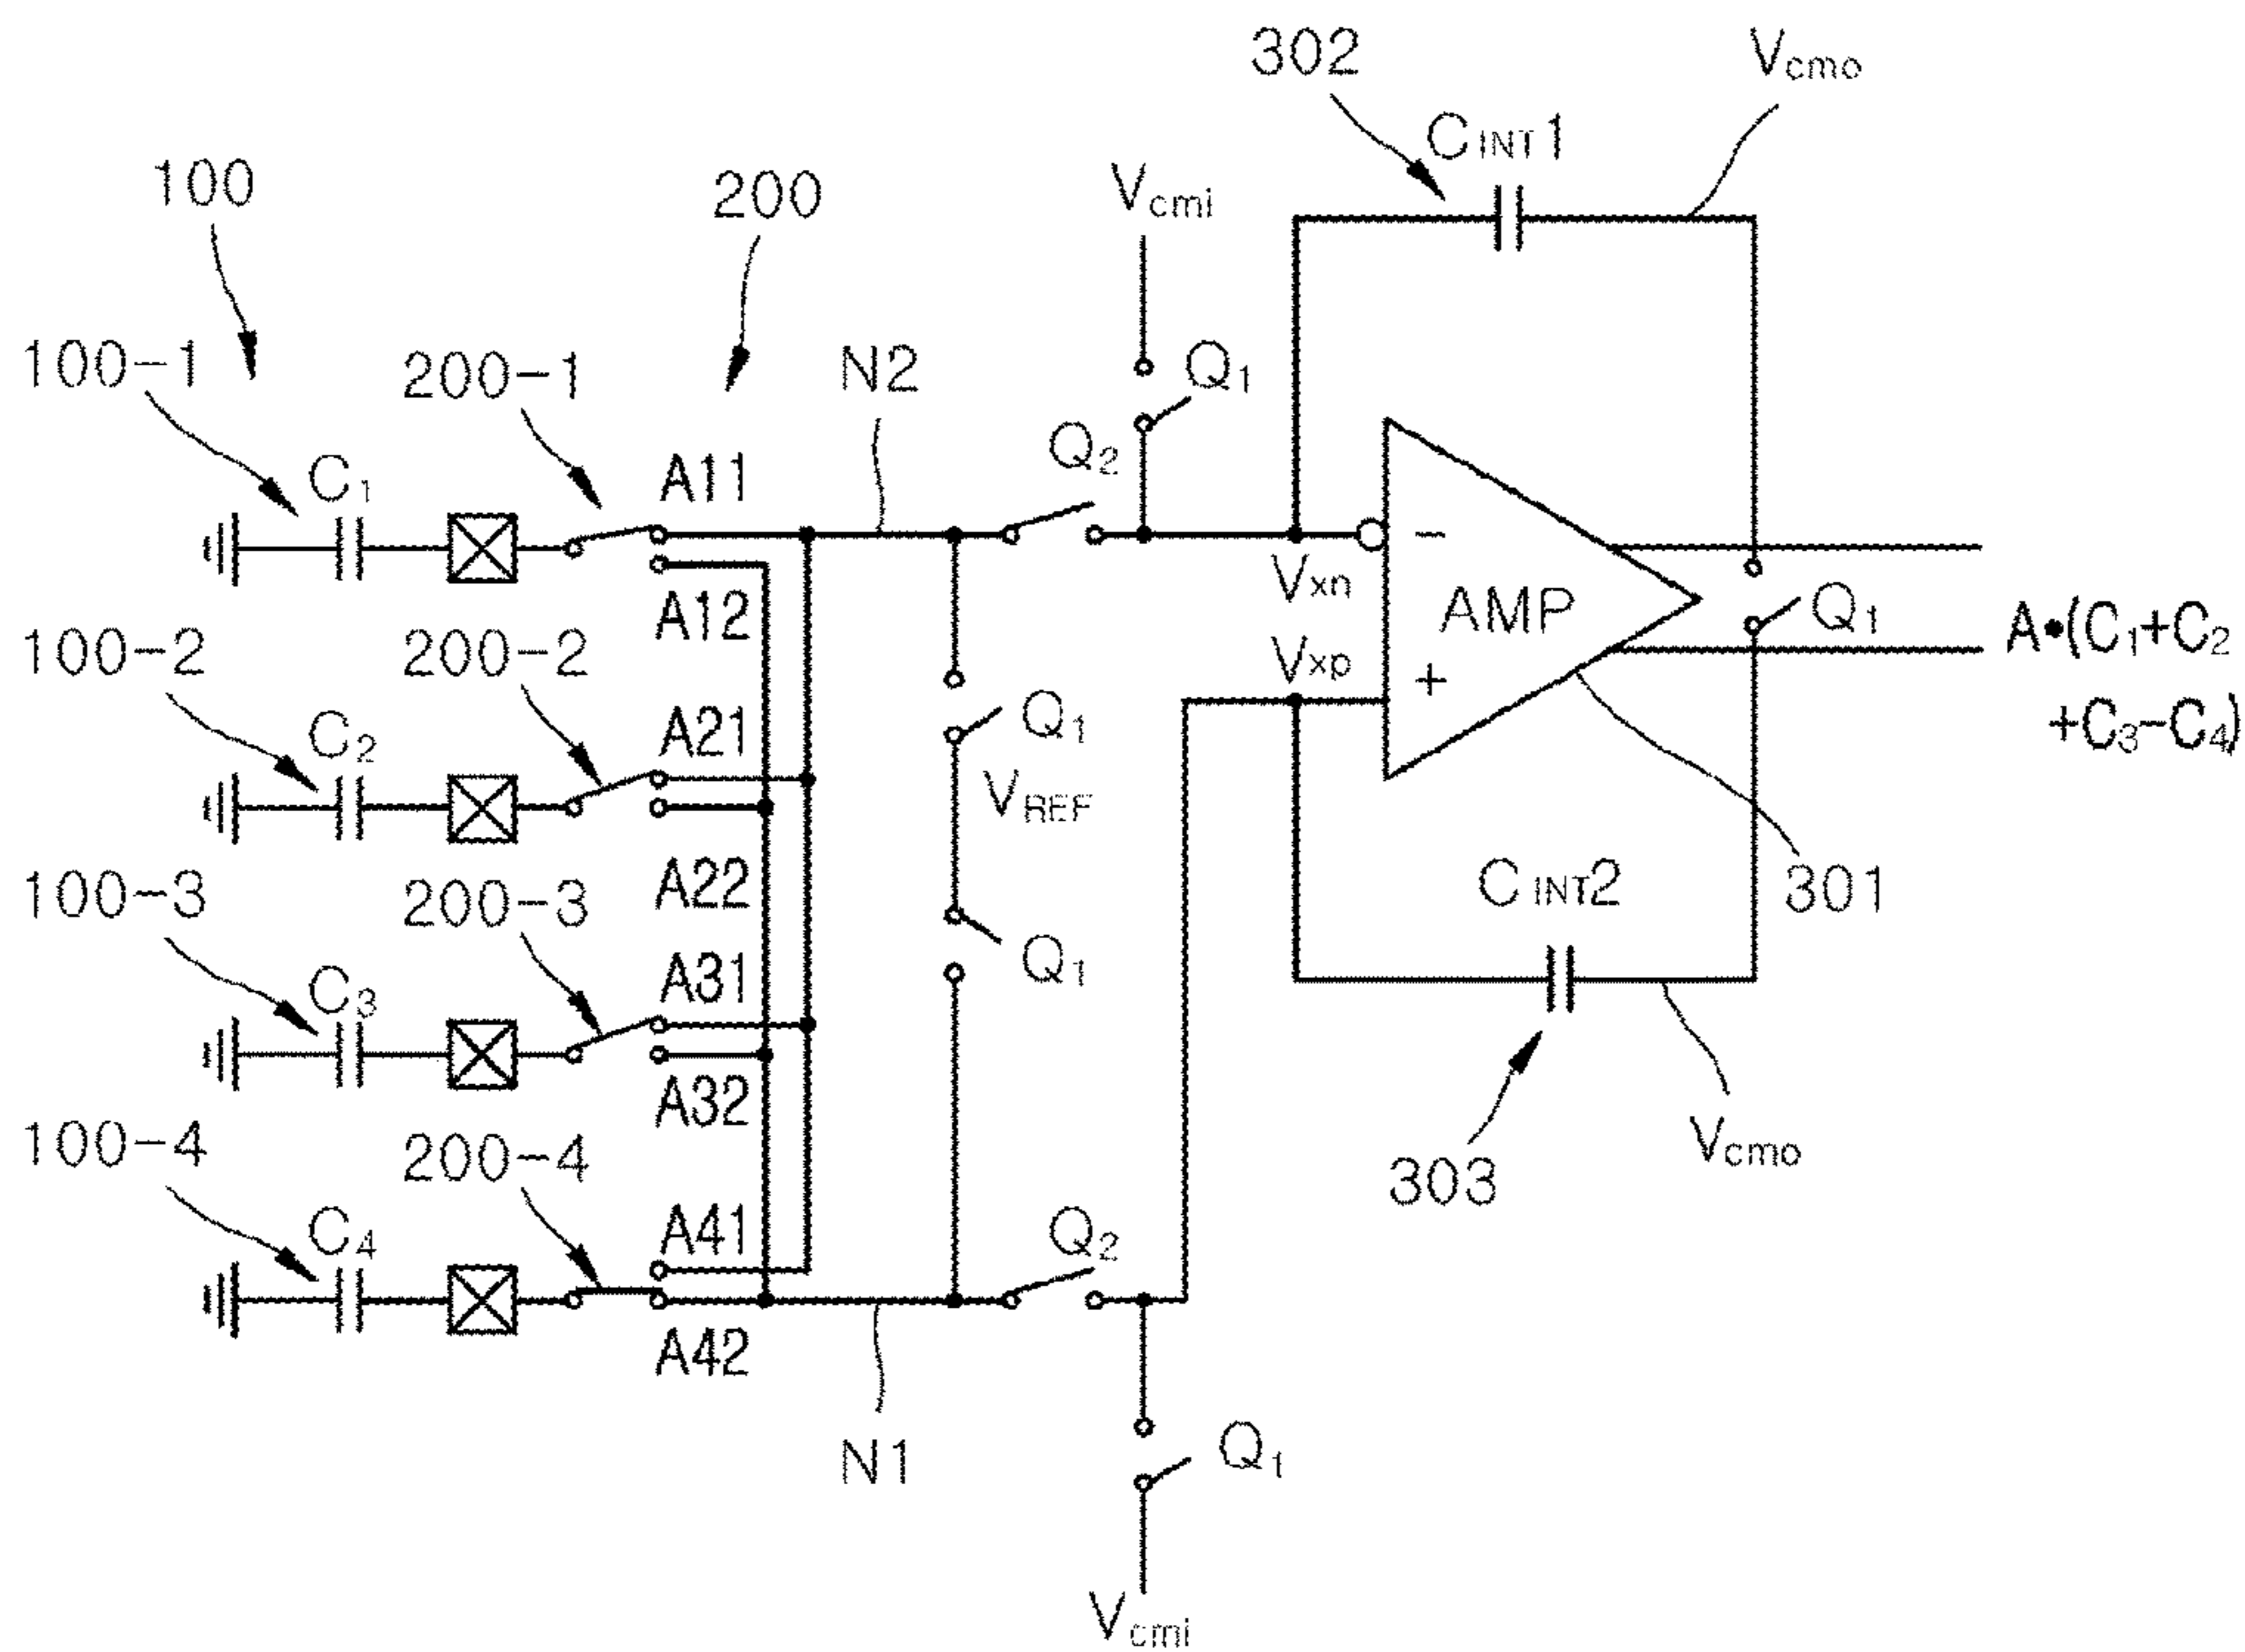 302
Vcmo
CINT1
100
200
Vcmi
100-1
200-1
N2
Q1
Q2
C1
A11
A12
Vxn
-
AMP
Q1
A•(C1+C2
+C3-C4)
100-2
200-2
Vxp
+
C2
A21
Q1
VREF
A22
CINT2
301
100-3
200-3
C3
A31
Q1
A32
100-4
200-4
303
Vcmo
C4
A41
Q2
A42
N1
Q1
Vcmi